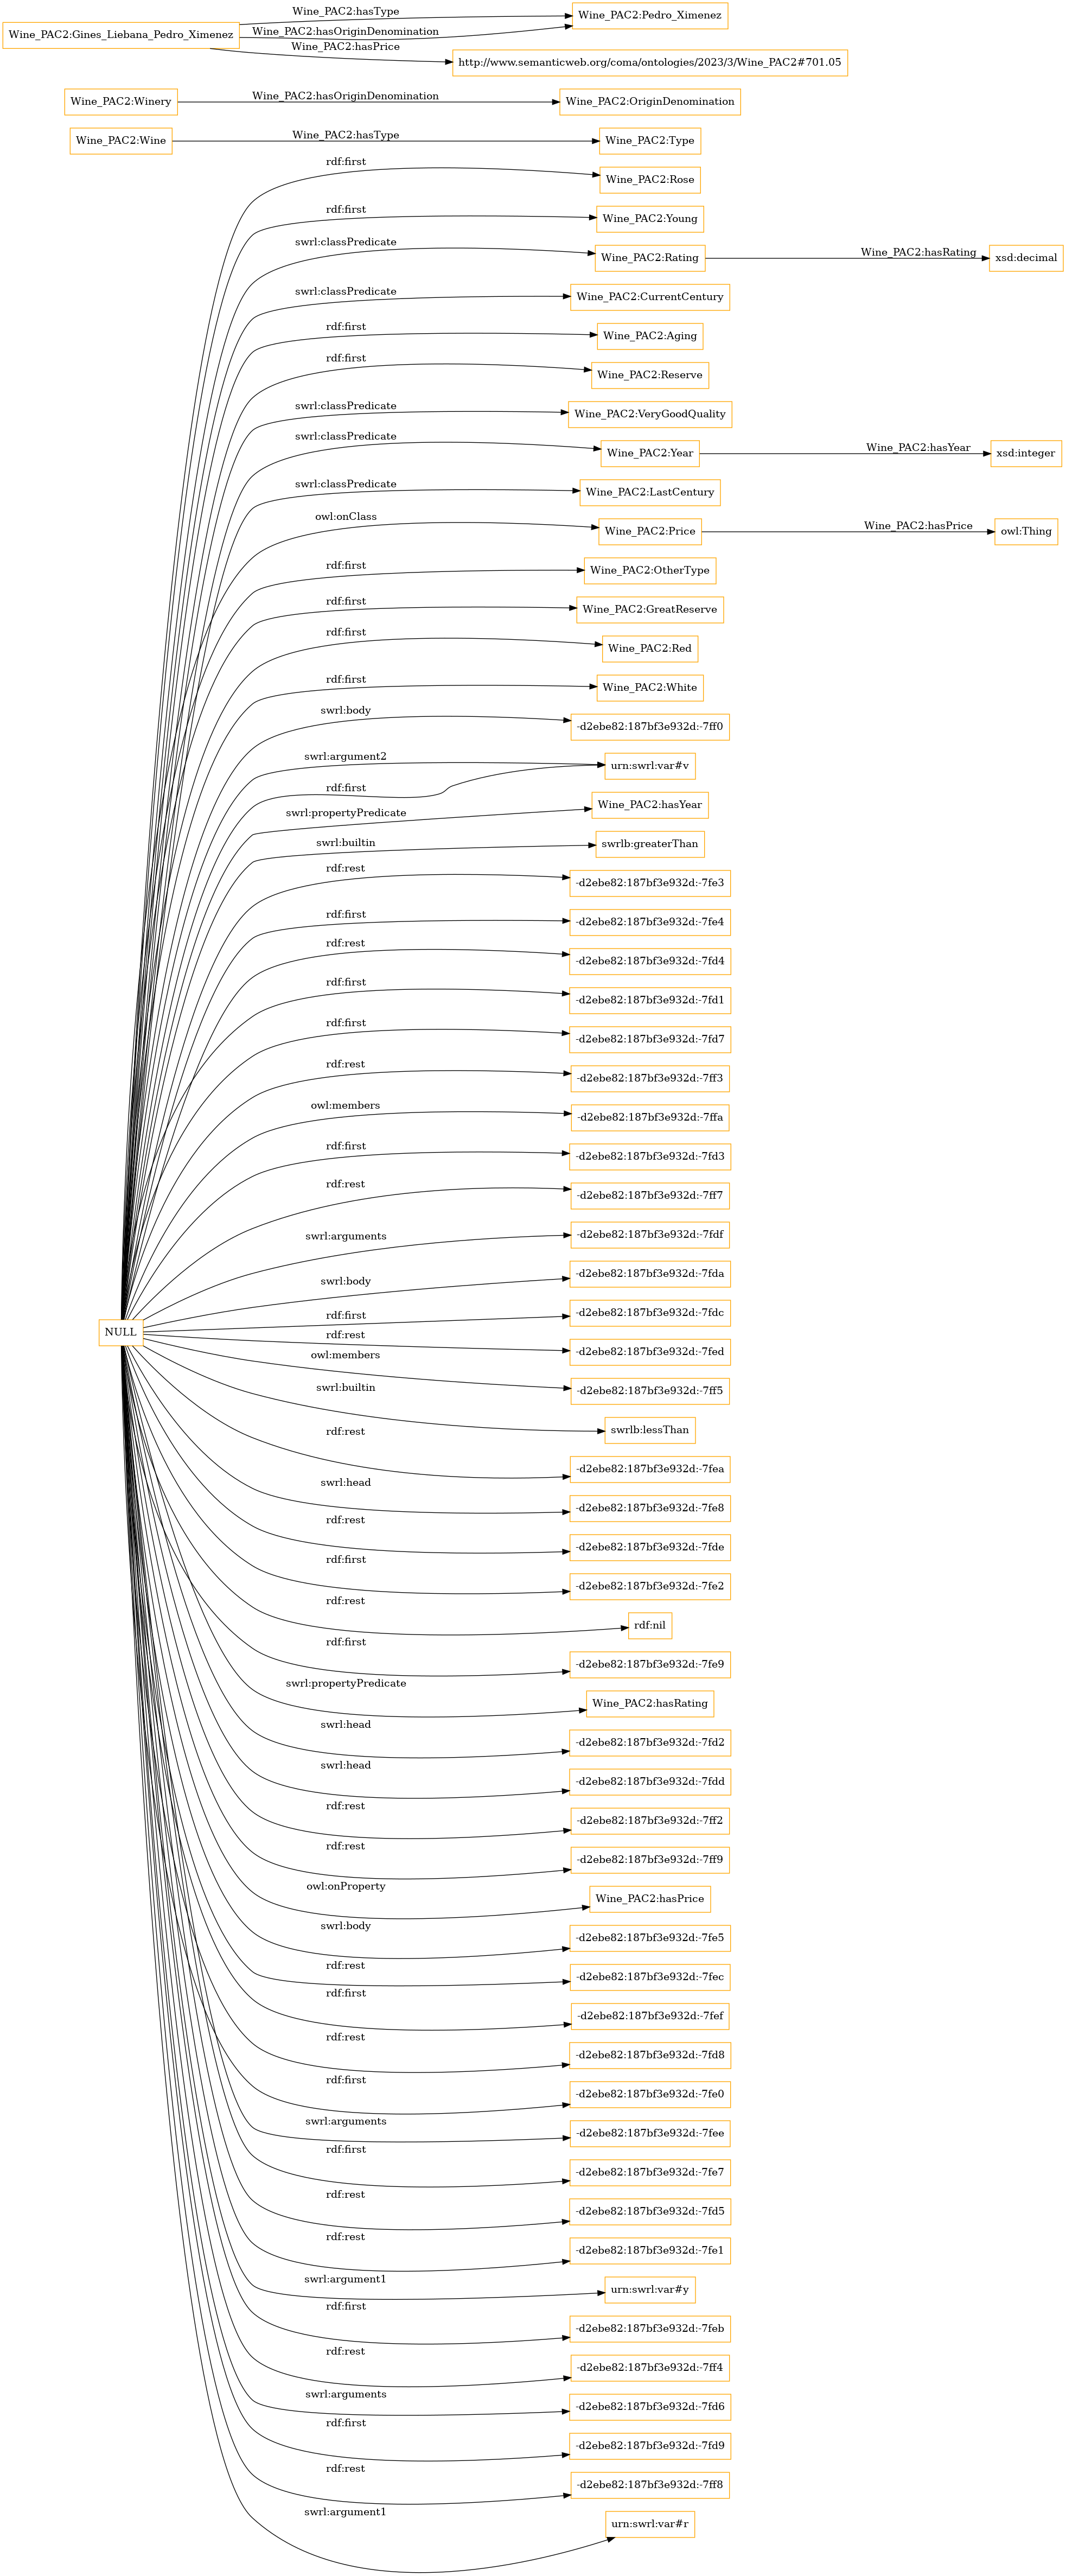 Wine_PAC2:hasType
Wine_PAC2:Pedro_Ximenez
Wine_PAC2:Gines_Liebana_Pedro_Ximenez
Wine_PAC2:hasOriginDenomination
Wine_PAC2:hasPrice
http://www.semanticweb.org/coma/ontologies/2023/3/Wine_PAC2#701.05
Wine_PAC2:Winery
Wine_PAC2:hasOriginDenomination
Wine_PAC2:OriginDenomination
Wine_PAC2:Wine
Wine_PAC2:hasType
Wine_PAC2:Type
rdf:first
Wine_PAC2:Rose
rdf:first
Wine_PAC2:Young
swrl:classPredicate
Wine_PAC2:Rating
Wine_PAC2:hasRating
xsd:decimal
swrl:classPredicate
Wine_PAC2:CurrentCentury
rdf:first
Wine_PAC2:Aging
rdf:first
Wine_PAC2:Reserve
swrl:classPredicate
Wine_PAC2:VeryGoodQuality
swrl:classPredicate
Wine_PAC2:Year
Wine_PAC2:hasYear
xsd:integer
swrl:classPredicate
Wine_PAC2:LastCentury
owl:onClass
Wine_PAC2:Price
Wine_PAC2:hasPrice
owl:Thing
rdf:first
Wine_PAC2:OtherType
rdf:first
Wine_PAC2:GreatReserve
rdf:first
Wine_PAC2:Red
rdf:first
Wine_PAC2:White
swrl:body
-d2ebe82:187bf3e932d:-7ff0
swrl:argument2
urn:swrl:var#v
rdf:first
swrl:propertyPredicate
Wine_PAC2:hasYear
swrl:builtin
swrlb:greaterThan
rdf:rest
-d2ebe82:187bf3e932d:-7fe3
rdf:first
-d2ebe82:187bf3e932d:-7fe4
rdf:rest
-d2ebe82:187bf3e932d:-7fd4
rdf:first
-d2ebe82:187bf3e932d:-7fd1
rdf:first
-d2ebe82:187bf3e932d:-7fd7
rdf:rest
-d2ebe82:187bf3e932d:-7ff3
owl:members
-d2ebe82:187bf3e932d:-7ffa
rdf:first
-d2ebe82:187bf3e932d:-7fd3
rdf:rest
-d2ebe82:187bf3e932d:-7ff7
swrl:arguments
-d2ebe82:187bf3e932d:-7fdf
swrl:body
-d2ebe82:187bf3e932d:-7fda
NULL
rdf:first
-d2ebe82:187bf3e932d:-7fdc
rdf:rest
-d2ebe82:187bf3e932d:-7fed
owl:members
-d2ebe82:187bf3e932d:-7ff5
swrl:builtin
swrlb:lessThan
rdf:rest
-d2ebe82:187bf3e932d:-7fea
swrl:head
-d2ebe82:187bf3e932d:-7fe8
rdf:rest
-d2ebe82:187bf3e932d:-7fde
rdf:first
-d2ebe82:187bf3e932d:-7fe2
rdf:rest
rdf:nil
rdf:first
-d2ebe82:187bf3e932d:-7fe9
swrl:propertyPredicate
Wine_PAC2:hasRating
swrl:head
-d2ebe82:187bf3e932d:-7fd2
swrl:head
-d2ebe82:187bf3e932d:-7fdd
rdf:rest
-d2ebe82:187bf3e932d:-7ff2
rdf:rest
-d2ebe82:187bf3e932d:-7ff9
owl:onProperty
Wine_PAC2:hasPrice
swrl:body
-d2ebe82:187bf3e932d:-7fe5
rdf:rest
-d2ebe82:187bf3e932d:-7fec
rdf:first
-d2ebe82:187bf3e932d:-7fef
rdf:rest
-d2ebe82:187bf3e932d:-7fd8
rdf:first
-d2ebe82:187bf3e932d:-7fe0
swrl:arguments
-d2ebe82:187bf3e932d:-7fee
rdf:first
-d2ebe82:187bf3e932d:-7fe7
rdf:rest
-d2ebe82:187bf3e932d:-7fd5
rdf:rest
-d2ebe82:187bf3e932d:-7fe1
swrl:argument1
urn:swrl:var#y
rdf:first
-d2ebe82:187bf3e932d:-7feb
rdf:rest
-d2ebe82:187bf3e932d:-7ff4
swrl:arguments
-d2ebe82:187bf3e932d:-7fd6
rdf:first
-d2ebe82:187bf3e932d:-7fd9
rdf:rest
-d2ebe82:187bf3e932d:-7ff8
swrl:argument1
urn:swrl:var#r